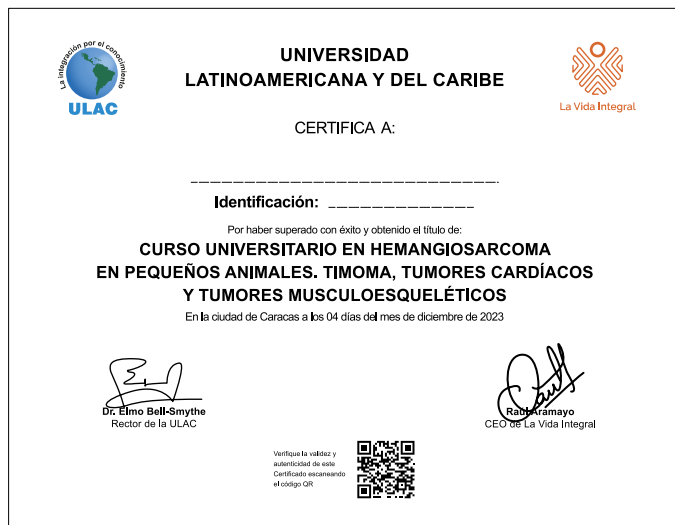 La integración por el conocimiento
ULAC
UNIVERSIDAD
LATINOAMERICANA Y DEL CARIBE
La Vida Integral
CERTIFICA A:
Identificación:
Por haber superado con éxito y obtenido el título de:
CURSO UNIVERSITARIO EN HEMANGIOSARCOMA
EN PEQUEÑOS ANIMALES. TIMOMA, TUMORES CARDÍACOS
Y TUMORES MUSCULOESQUELÉTICOS
En la ciudad de Caracas a los 04 días del mes de diciembre de 2023
Dr. Elmo Bell-Smythe
Rector de la ULAC
Raúl Aramayo
CEO de La Vida Integral
Verifique la validez y
autenticidad de este
Certificado escaneando
el código QR